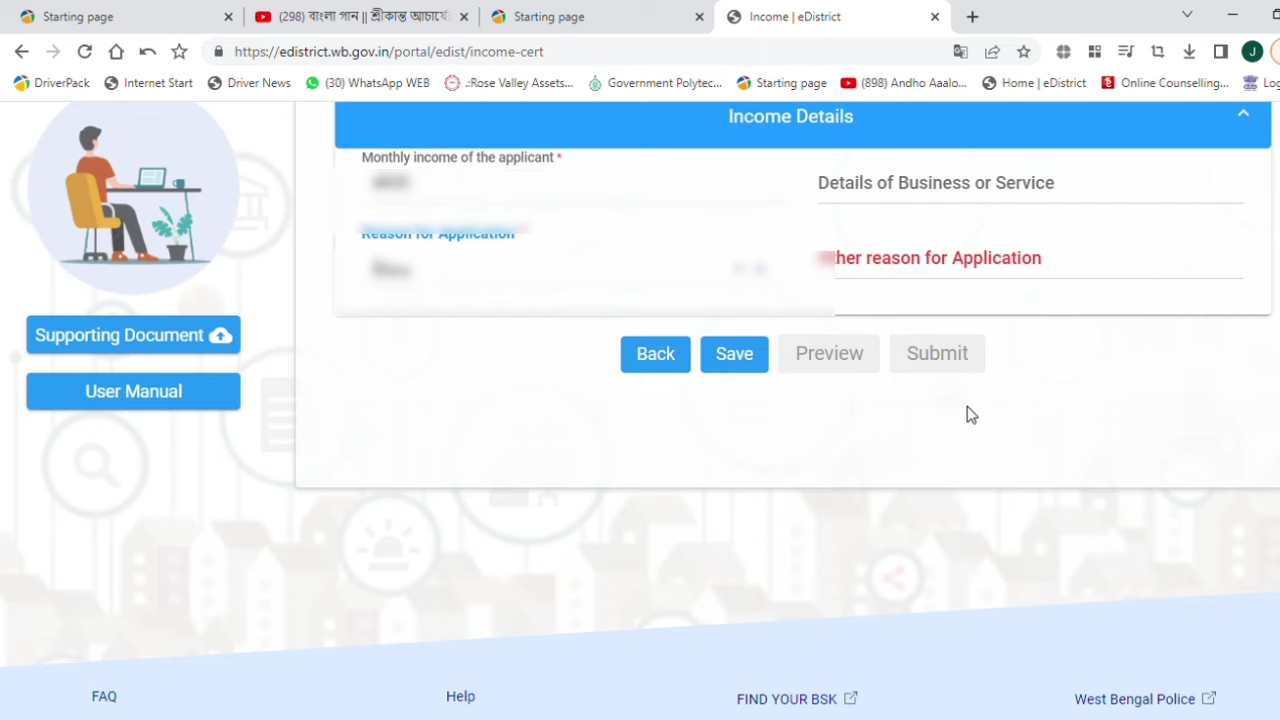 Starting page
(298) বাংলা গান || শ্রীকান্ত আচার্যে
Starting page
Income | eDistrict
https://edistrict.wb.gov.in/portal/edist/income-cert
J
DriverPack
Internet Start
Driver News
(30) WhatsApp WEB
.:Rose Valley Assets...
Government Polytec...
Starting page
(898) Andho Aaalo...
Home | eDistrict
Online Counselling...
Log
Income Details
Monthly income of the applicant *
Details of Business or Service
Reason for Application
ther reason for Application
Supporting Document
Back
Save
Preview
Submit
User Manual
FAQ
Help
FIND YOUR BSK
West Bengal Police